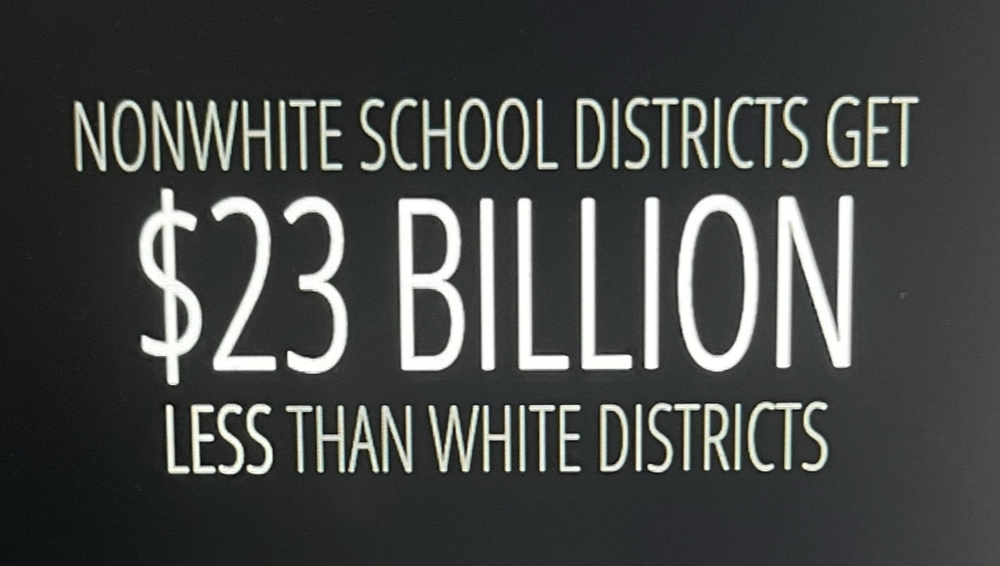 NONWHITE SCHOOL DISTRICTS GET
$23 BILLION
LESS THAN WHITE DISTRICTS